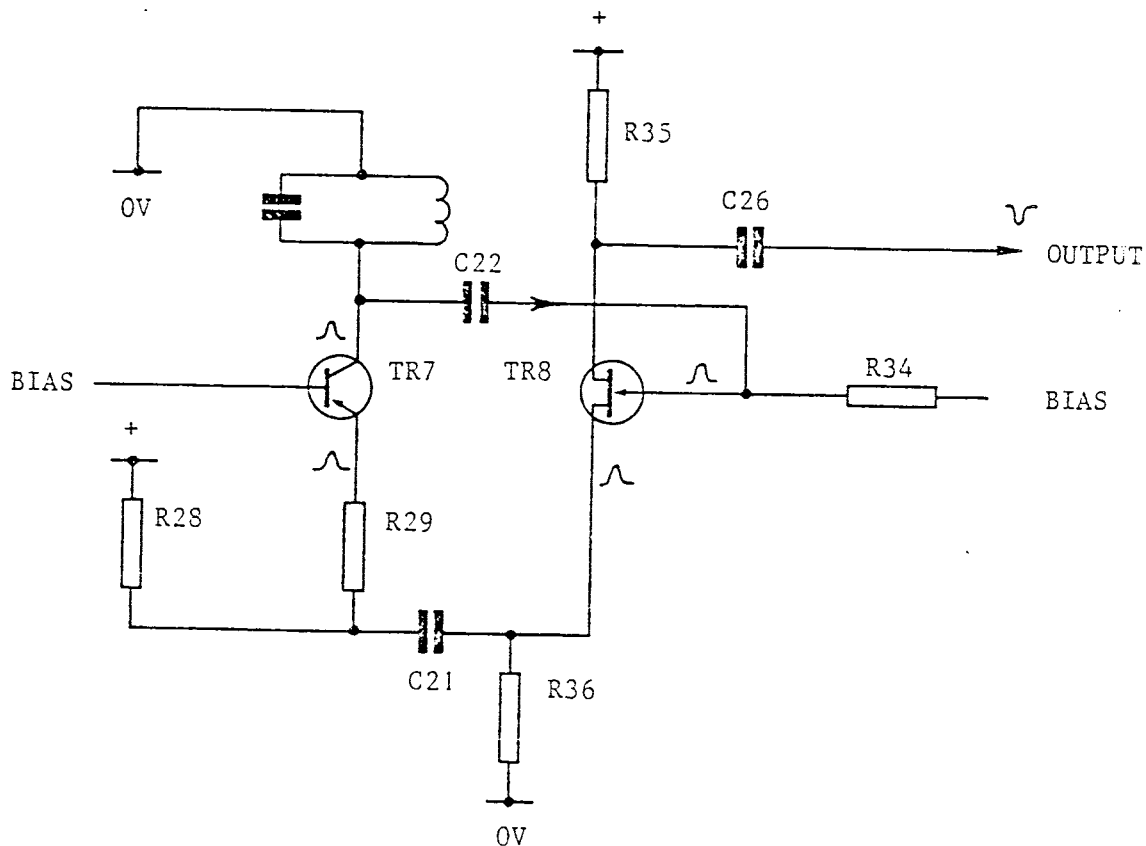 +
R35
0V
C26
OUTPUT
C22
TR7
TR8
R34
BIAS
BIAS
+
R28
R29
C21
R36
0V